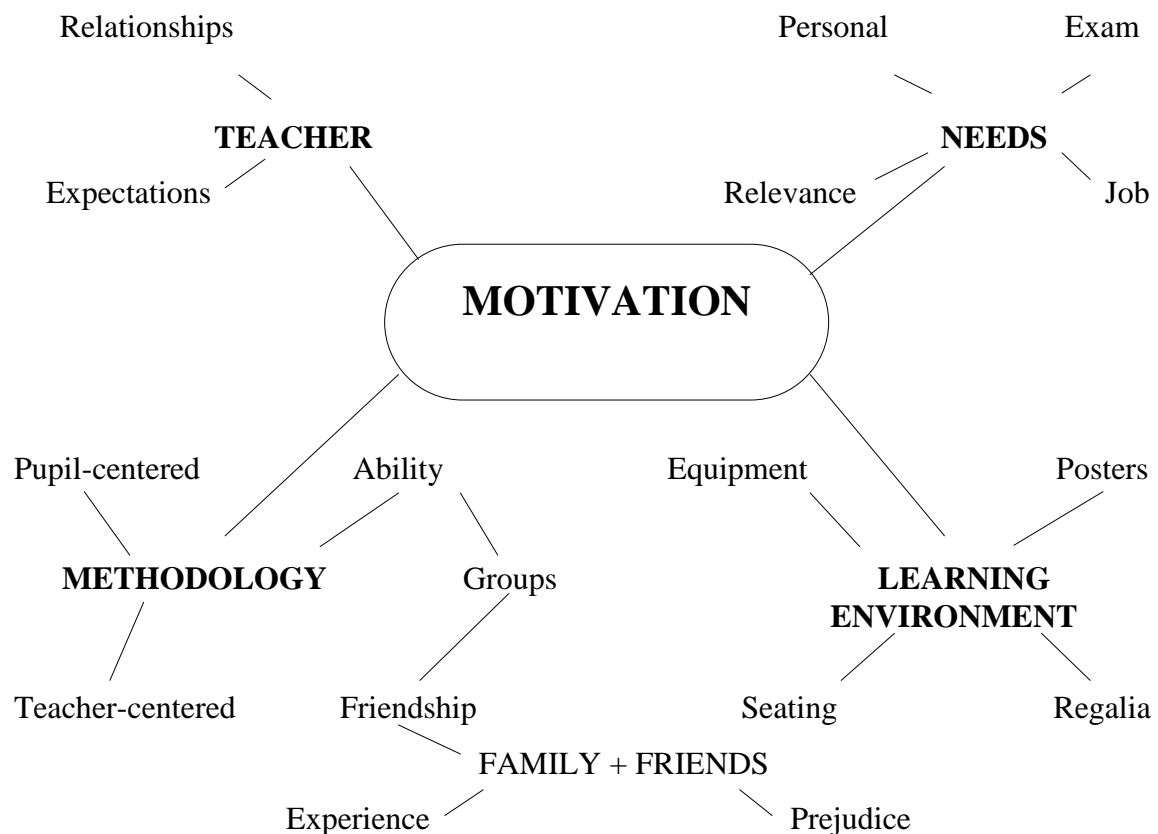 Relationships
Personal
Exam
TEACHER
NEEDS
Expectations
Relevance
Job
MOTIVATION
Pupil-centered
Ability
Equipment
Posters
METHODOLOGY
Groups
LEARNING
ENVIRONMENT
Teacher-centered
Friendship
Seating
Regalia
FAMILY + FRIENDS
Experience
Prejudice